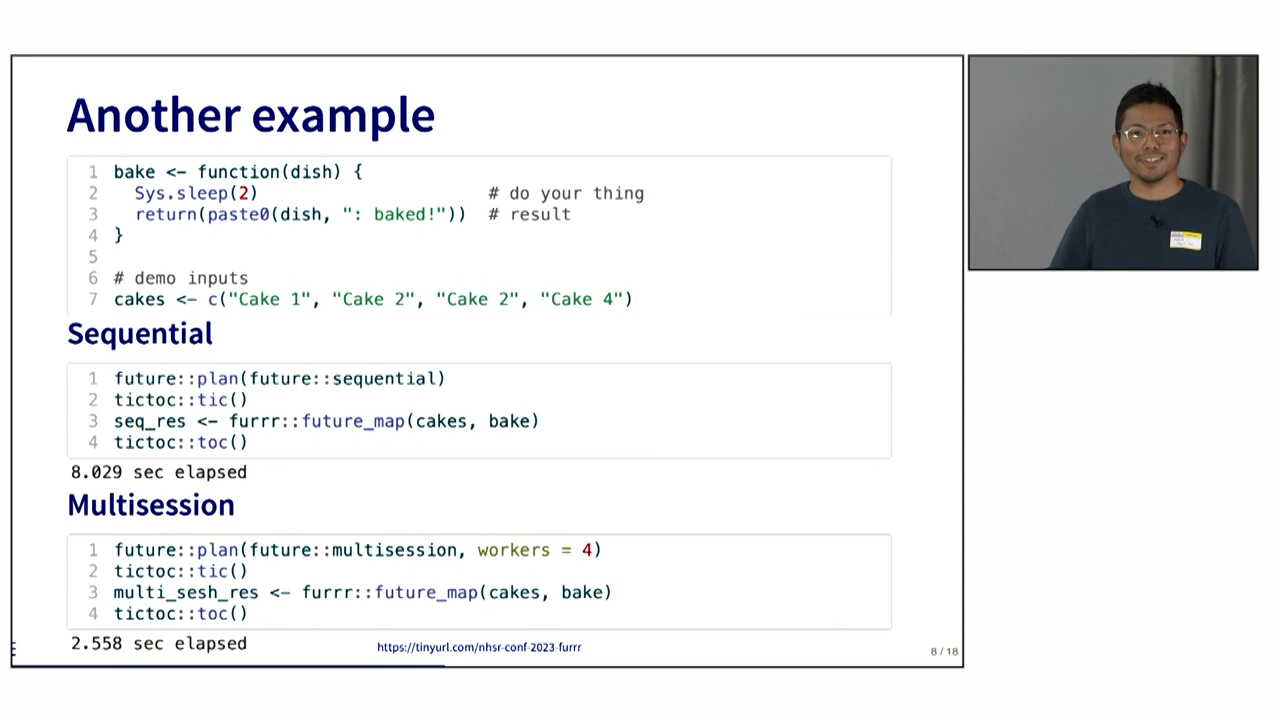 Another example
1 bake <- function(dish) {
2   Sys.sleep(2)                      # do your thing
3   return(paste0(dish, ": baked!"))  # result
4 }
5
6 # demo inputs
7 cakes <- c("Cake 1", "Cake 2", "Cake 2", "Cake 4")
Sequential
1 future::plan(future::sequential)
2 tictoc::tic()
3 seq_res <- furrr::future_map(cakes, bake)
4 tictoc::toc()
8.029 sec elapsed
Multisession
1 future::plan(future::multisession, workers = 4)
2 tictoc::tic()
3 multi_sesh_res <- furrr::future_map(cakes, bake)
4 tictoc::toc()
2.558 sec elapsed
https://tinyurl.com/nhsr-conf-2023-furrr
8 / 18